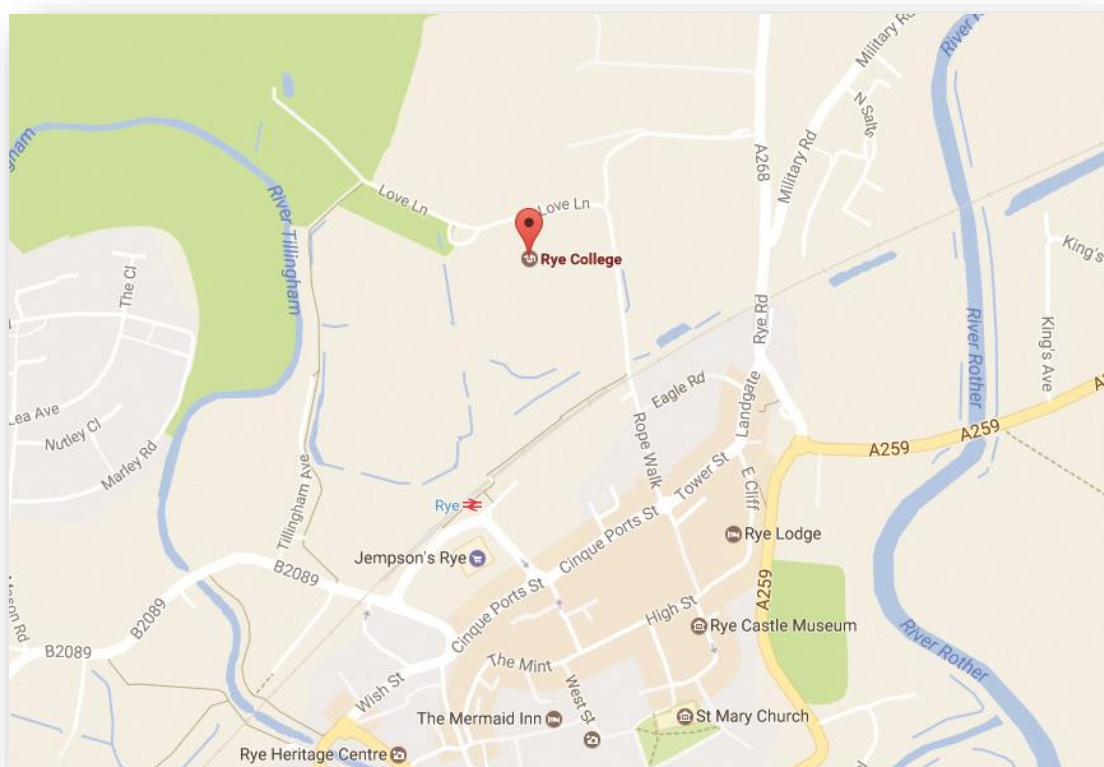 River R
Military Rd
N Salts
A268
Military Rd
River Tillingham
Love Ln
Love Ln
Rye College
The Cl
King's
King's Ave
Rye Rd
River Rother
Lea Ave
Nutley Cl
Marley Rd
Eagle Rd
Landgate
Rope Walk
A259
A259
Tower St
E Cliff
Tillingham Ave
Rye
Cinque Ports St
Rye Lodge
Jempson's Rye
B2089
B2089
B2089
Cinque Ports St
High St
A259
Rye Castle Museum
River Rother
The Mint
Wish St
West St
The Mermaid Inn
St Mary Church
Rye Heritage Centre